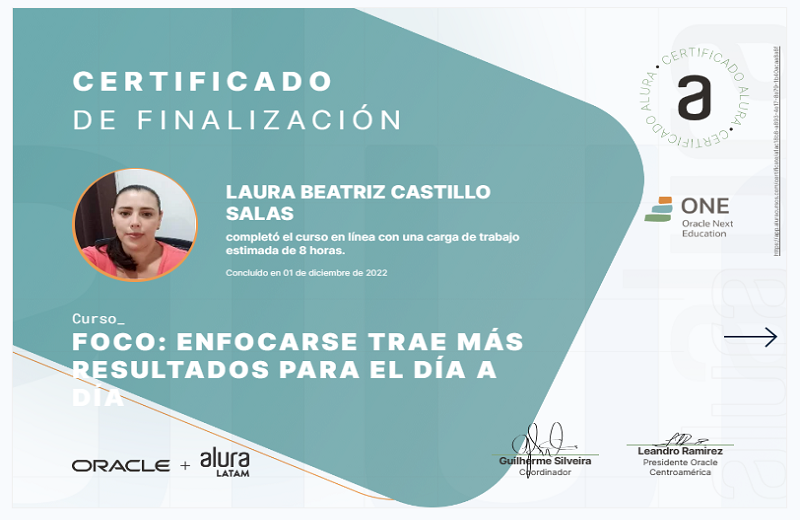 CERTIFICADO
DE FINALIZACIÓN
CERTIFICADO ALURA • CERTIFICADO ALURA •
a
LAURA BEATRIZ CASTILLO
SALAS
completó el curso en línea con una carga de trabajo
estimada de 8 horas.
Concluído en 01 de diciembre de 2022
ONE
Oracle Next
Education
Curso_
FOCO: ENFOCARSE TRAE MÁS
RESULTADOS PARA EL DÍA A
DÍA
ORACLE + alura
LATAM
Guilherme Silveira
Coordinador
Leandro Ramirez
Presidente Oracle
Centroamérica